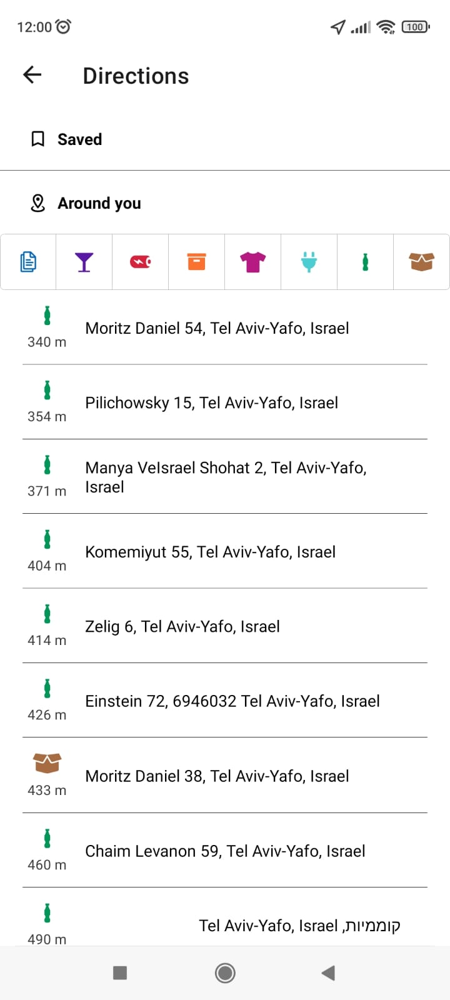 12:00
100
Directions
Saved
Around you
Moritz Daniel 54, Tel Aviv-Yafo, Israel
340 m
Pilichowsky 15, Tel Aviv-Yafo, Israel
354 m
Manya VeIsrael Shohat 2, Tel Aviv-Yafo,
Israel
371 m
Komemiyut 55, Tel Aviv-Yafo, Israel
404 m
Zelig 6, Tel Aviv-Yafo, Israel
414 m
Einstein 72, 6946032 Tel Aviv-Yafo, Israel
426 m
Moritz Daniel 38, Tel Aviv-Yafo, Israel
433 m
Chaim Levanon 59, Tel Aviv-Yafo, Israel
460 m
קוממיות, Tel Aviv-Yafo, Israel
490 m